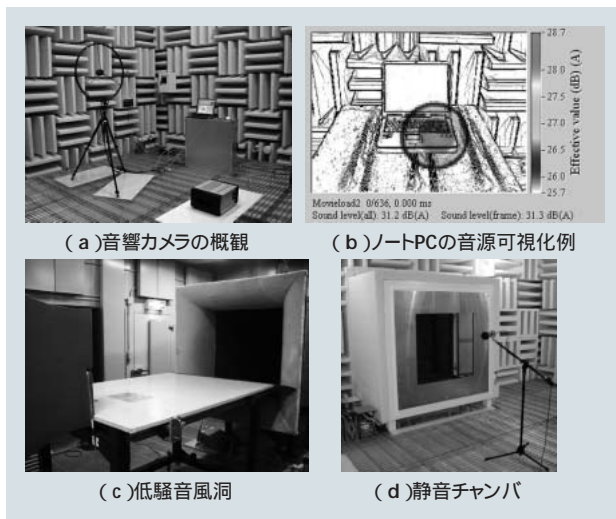 28.7
28.0
27.5
27.0
26.5
26.0
25.7
Effective value (dB) (A)
Movieload2 0/636, 0.000 ms
Sound level(all): 31.2 dB(A) Sound level(frame): 31.3 dB(A)
(a)音響カメラの概観
(b)ノートPCの音源可視化例
(c)低騒音風洞
(d)静音チャンバ